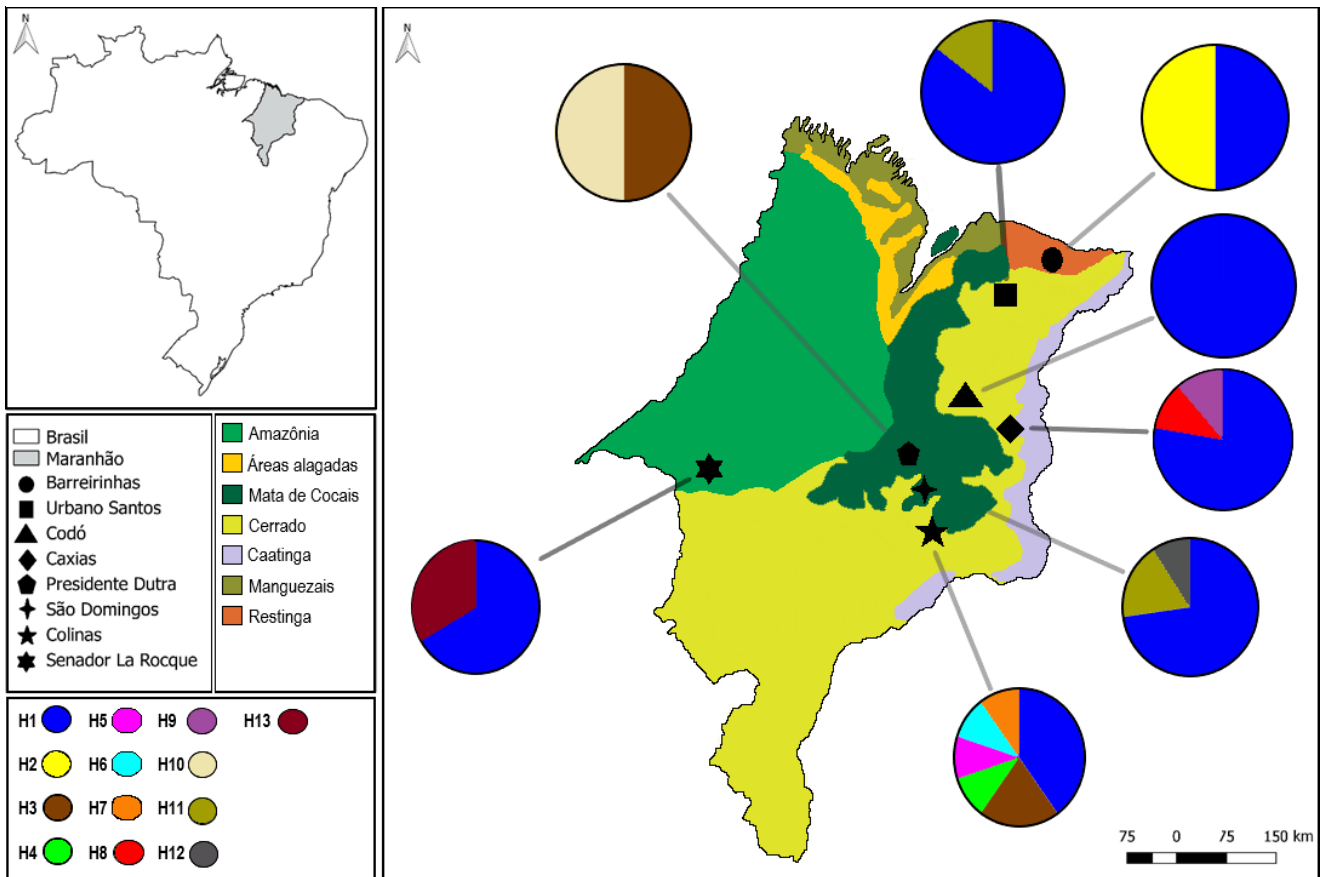 N
N
Brasil
Maranhão
Barreirinhas
Urbano Santos
Codó
Caxias
Presidente Dutra
São Domingos
Colinas
Senador La Rocque
Amazônia
Áreas alagadas
Mata de Cocais
Cerrado
Caatinga
Manguezais
Restinga
H1 H5 H9 H13
H2 H6 H10
H3 H7 H11
H4 H8 H12
75 0 75 150 km